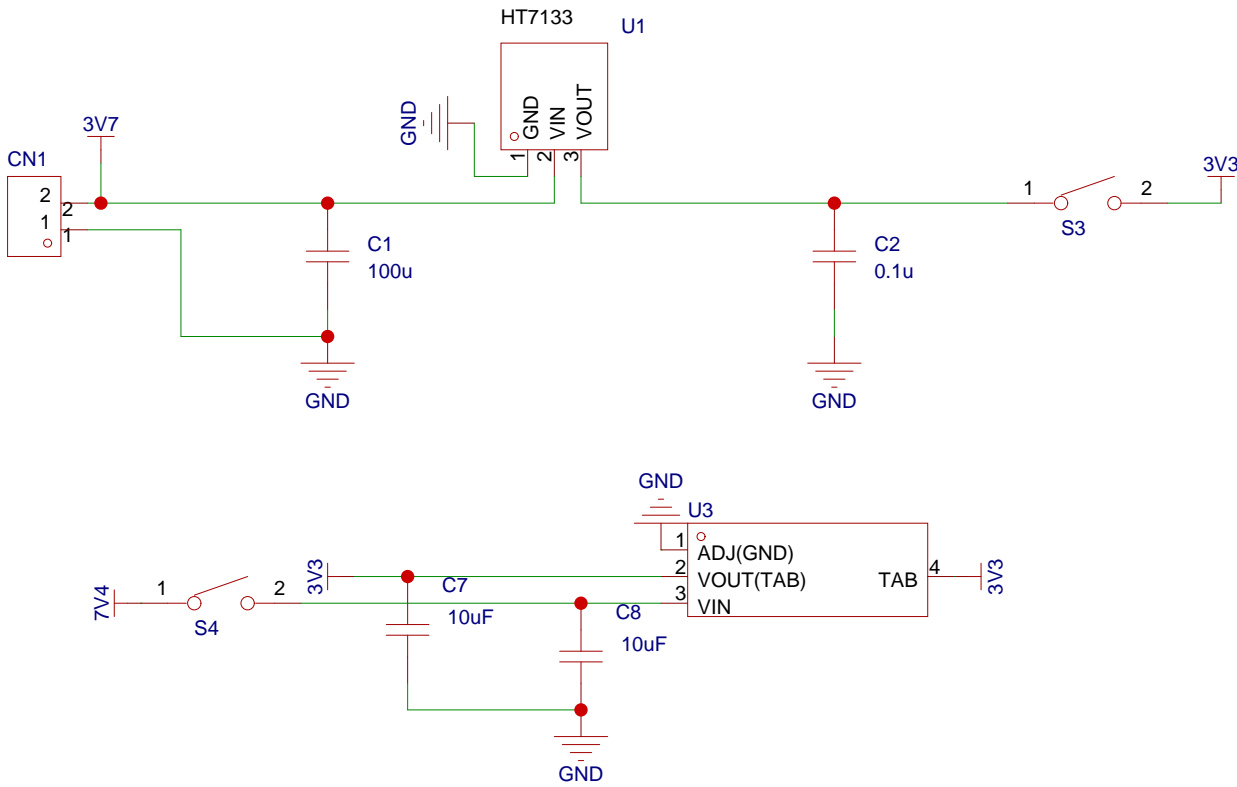 HT7133
U1
GND
GND
VIN
VOUT
1
2
3
3V7
CN1
2
2
1
1
C1
100u
GND
C2
0.1u
GND
1
2
S3
3V3
GND
U3
1
ADJ(GND)
2
VOUT(TAB)
TAB
4
3V3
3
VIN
7V4
1
2
S4
3V3
C7
10uF
C8
10uF
GND